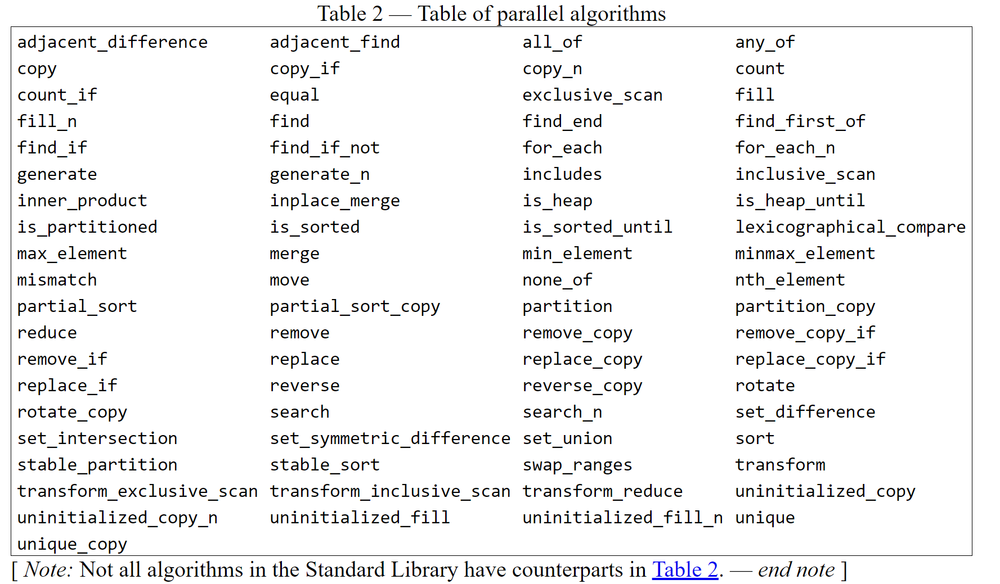 Table 2 — Table of parallel algorithms
adjacent_difference adjacent_find all_of any_of
copy copy_if copy_n count
count_if equal exclusive_scan fill
fill_n find find_end find_first_of
find_if find_if_not for_each for_each_n
generate generate_n includes inclusive_scan
inner_product inplace_merge is_heap is_heap_until
is_partitioned is_sorted is_sorted_until lexicographical_compare
max_element merge min_element minmax_element
mismatch move none_of nth_element
partial_sort partial_sort_copy partition partition_copy
reduce remove remove_copy remove_copy_if
remove_if replace replace_copy replace_copy_if
replace_if reverse reverse_copy rotate
rotate_copy search search_n set_difference
set_intersection set_symmetric_difference set_union sort
stable_partition stable_sort swap_ranges transform
transform_exclusive_scan transform_inclusive_scan transform_reduce uninitialized_copy
uninitialized_copy_n uninitialized_fill uninitialized_fill_n unique
unique_copy
[ Note: Not all algorithms in the Standard Library have counterparts in Table 2. — end note ]